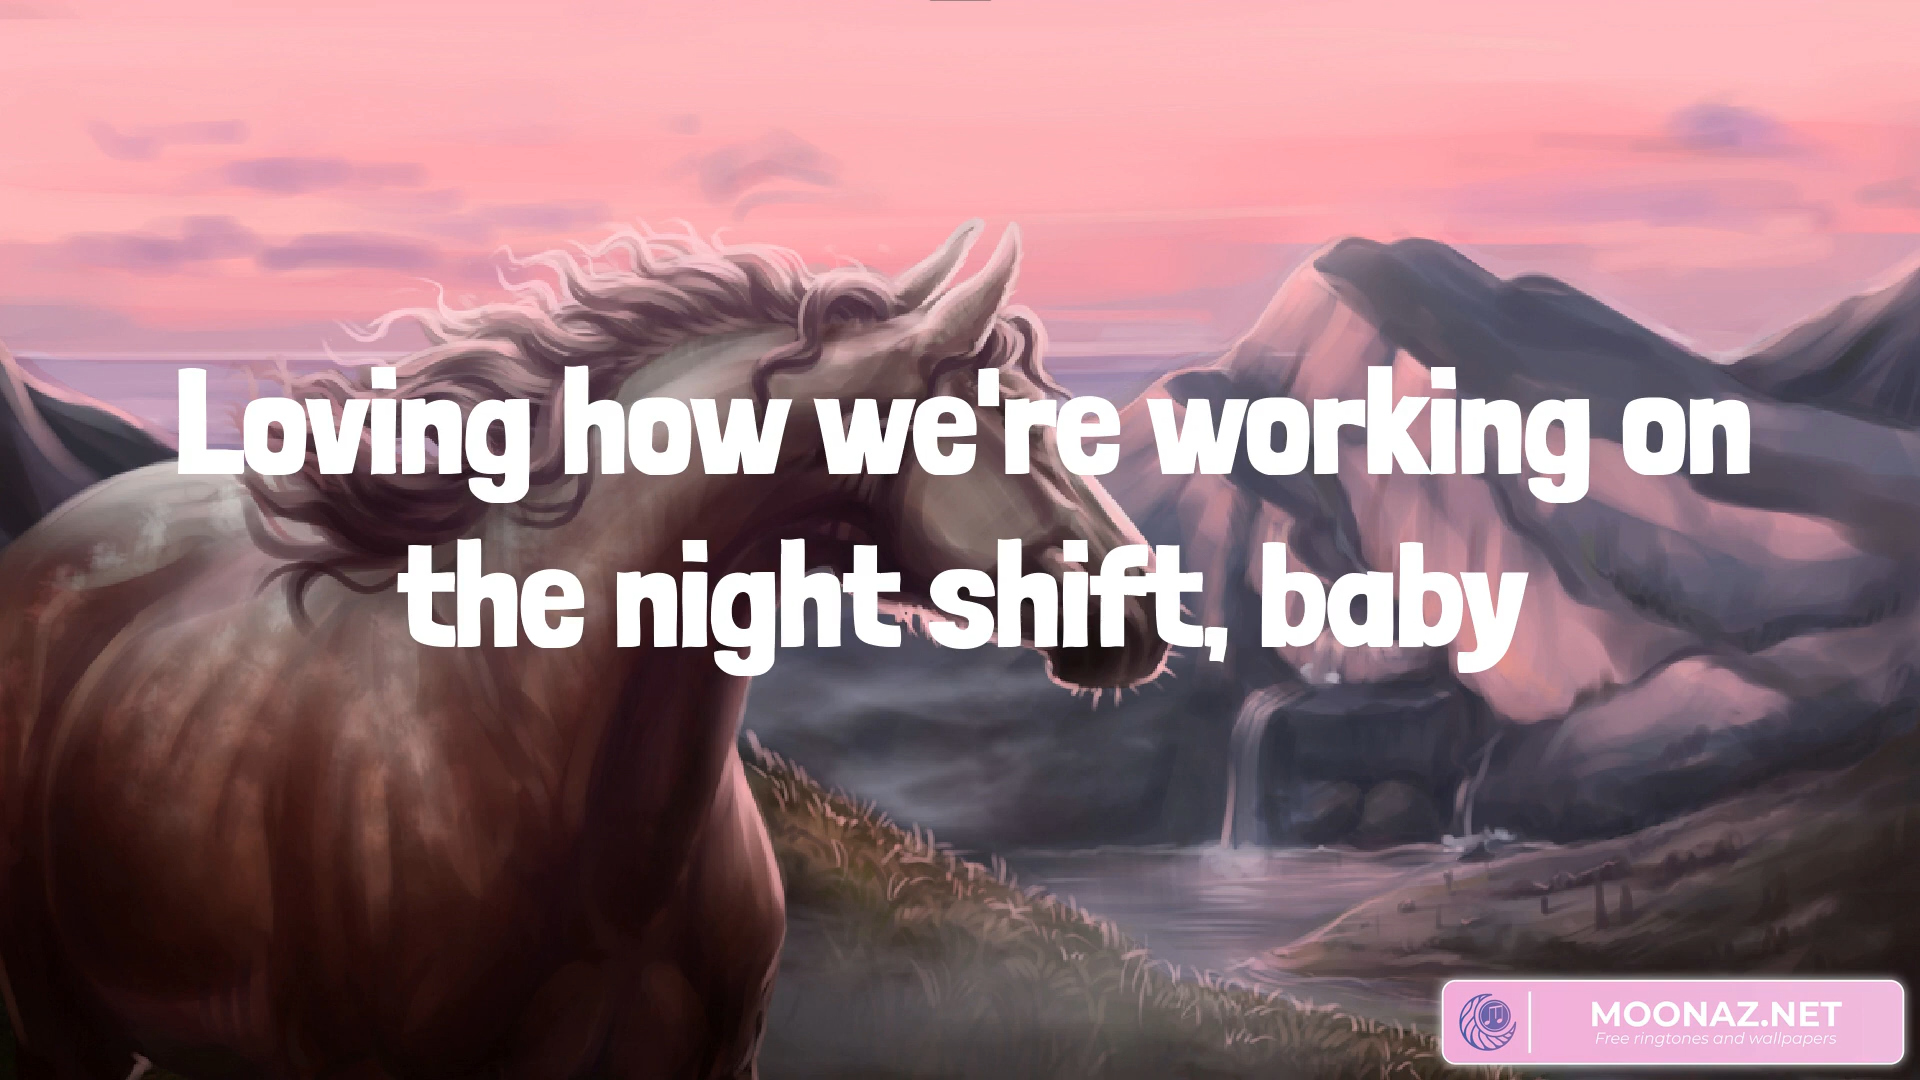 Loving how we're working on
the night shift, baby
MOONAZ.NET
Free ringtones and wallpapers